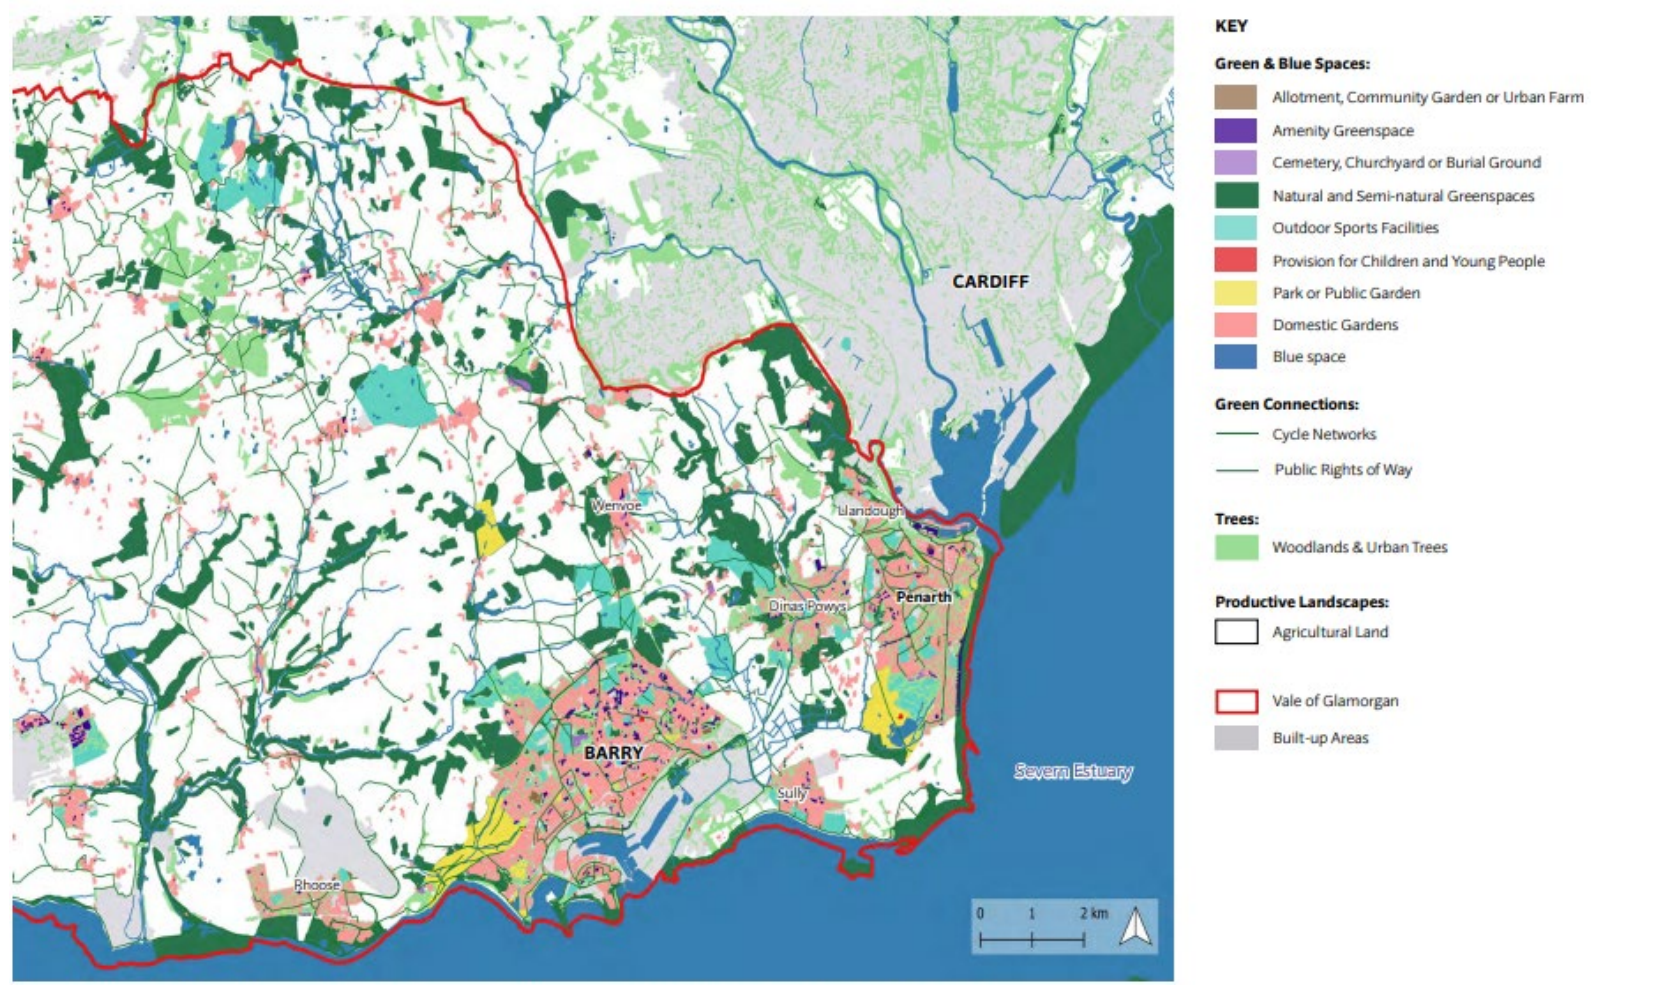 CARDIFF
Wenvoe
Llandough
Dinas Powys
Penarth
BARRY
Sully
Rhoose
Severn Estuary
0 1 2 km
KEY
Green & Blue Spaces:
Allotment, Community Garden or Urban Farm
Amenity Greenspace
Cemetery, Churchyard or Burial Ground
Natural and Semi-natural Greenspaces
Outdoor Sports Facilities
Provision for Children and Young People
Park or Public Garden
Domestic Gardens
Blue space
Green Connections:
Cycle Networks
Public Rights of Way
Trees:
Woodlands & Urban Trees
Productive Landscapes:
Agricultural Land
Vale of Glamorgan
Built-up Areas